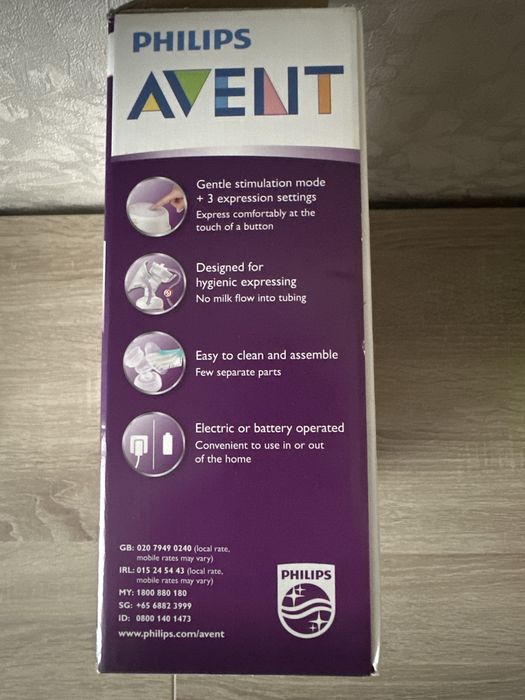 PHILIPS
AVENT
Gentle stimulation mode
+ 3 expression settings
Express comfortably at the
touch of a button
Designed for
hygienic expressing
No milk flow into tubing
Easy to clean and assemble
Few separate parts
Electric or battery operated
Convenient to use in or out
of the home
GB: 020 7949 0240 (local rate,
mobile rates may vary)
IRL: 015 24 54 43 (local rate,
mobile rates may vary)
MY: 1800 880 180
SG: +65 6882 3999
ID: 0800 140 1473
www.philips.com/avent
PHILIPS